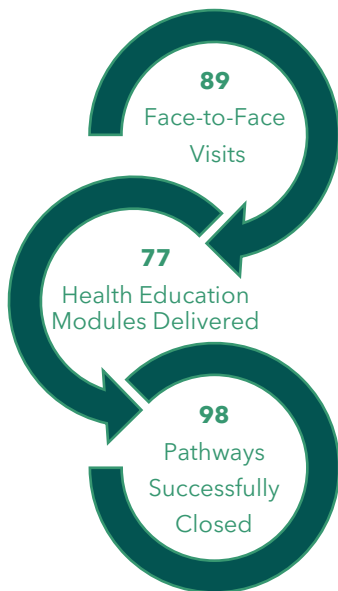 89
Face-to-Face
Visits
77
Health Education
Modules Delivered
98
Pathways
Successfully
Closed